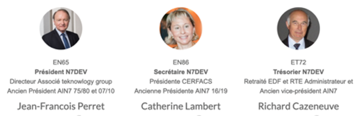 EN65
Président N7DEV
Directeur Associé teknowlogy group
Ancien Président AIN7 75/80 et 07/10
Jean-Francois Perret
EN86
Secrétaire N7DEV
Présidente CERFACS
Ancienne Présidente AIN7 16/19
Catherine Lambert
ET72
Trésorier N7DEV
Retraité EDF et RTE Administrateur et
Ancien vice-président AIN7
Richard Cazeneuve